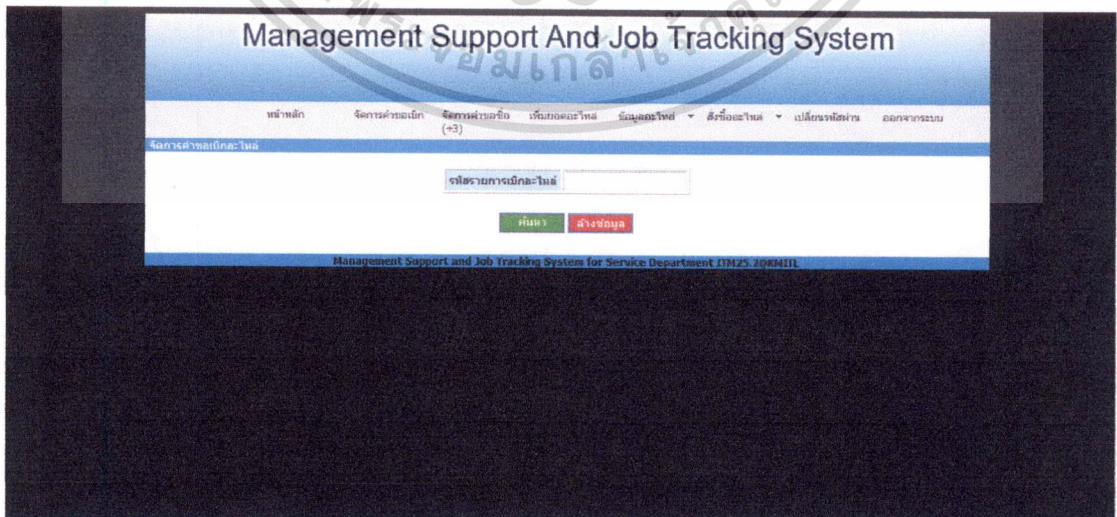 Management Support And Job Tracking System
หน้าหลัก จัดการคำขอเบิก จัดการคำขอซื้อ (+3) เพิ่มยอดอะไหล่ ข้อมูลอะไหล่ สั่งซื้ออะไหล่ เปลี่ยนรหัสผ่าน ออกจากระบบ
จัดการคำขอเบิกอะไหล่
รหัสรายการเบิกอะไหล่
ค้นหา ล้างข้อมูล
Management Support and Job Tracking System for Service Department